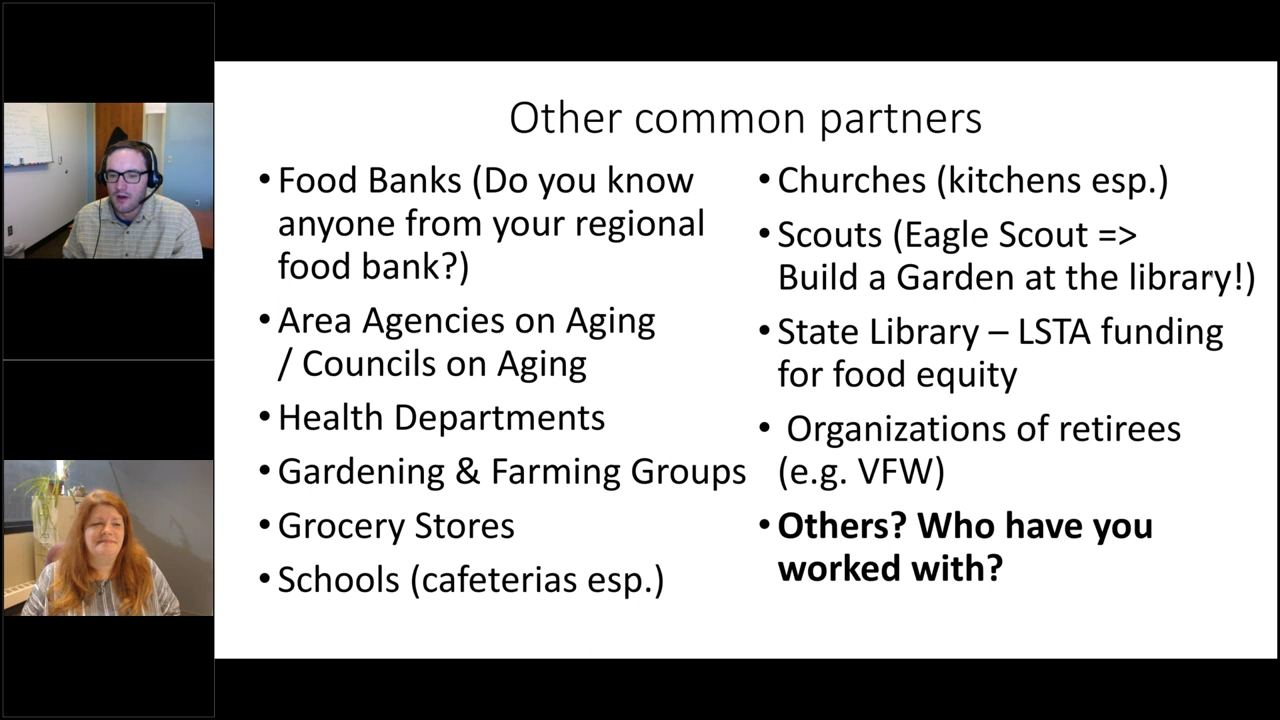 Other common partners
• Food Banks (Do you know
anyone from your regional
food bank?)
• Area Agencies on Aging
/ Councils on Aging
• Health Departments
• Gardening & Farming Groups
• Grocery Stores
• Schools (cafeterias esp.)
• Churches (kitchens esp.)
• Scouts (Eagle Scout =>
Build a Garden at the library!)
• State Library – LSTA funding
for food equity
• Organizations of retirees
(e.g. VFW)
• Others? Who have you
worked with?